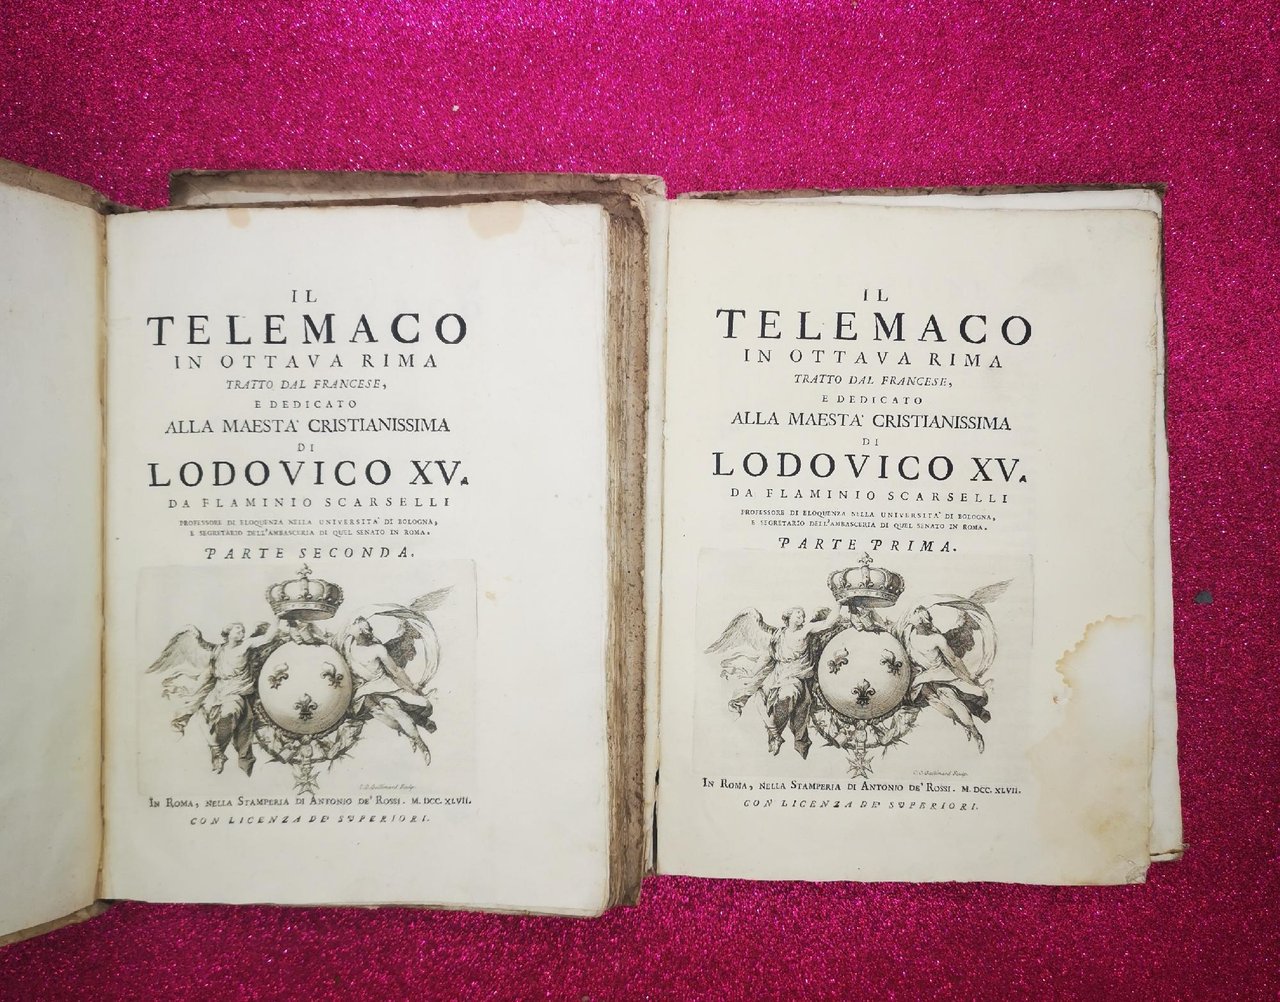 IL
TELEMACO
IN OTTAVA RIMA
TRATTO DAL FRANCESE,
E DEDICATO
ALLA MAESTA' CRISTIANISSIMA
DI
LODOVICO XV.
DA FLAMINIO SCARSELLI
PROFESSORE DI ELOQUENZA NELLA UNIVERSITA' DI BOLOGNA,
E SEGRETARIO DELL'AMBASCERIA DI QUEL SENATO IN ROMA.
PARTE SECONDA.
IN ROMA, NELLA STAMPERIA DI ANTONIO DE' ROSSI. M. DCC. XLVII.
CON LICENZA DE' SUPERIORI.
IL
TELEMACO
IN OTTAVA RIMA
TRATTO DAL FRANCESE,
E DEDICATO
ALLA MAESTA' CRISTIANISSIMA
DI
LODOVICO XV.
DA FLAMINIO SCARSELLI
PROFESSORE DI ELOQUENZA NELLA UNIVERSITA' DI BOLOGNA,
E SEGRETARIO DELL'AMBASCERIA DI QUEL SENATO IN ROMA.
PARTE PRIMA.
IN ROMA, NELLA STAMPERIA DI ANTONIO DE' ROSSI. M. DCC. XLVII.
CON LICENZA DE' SUPERIORI.